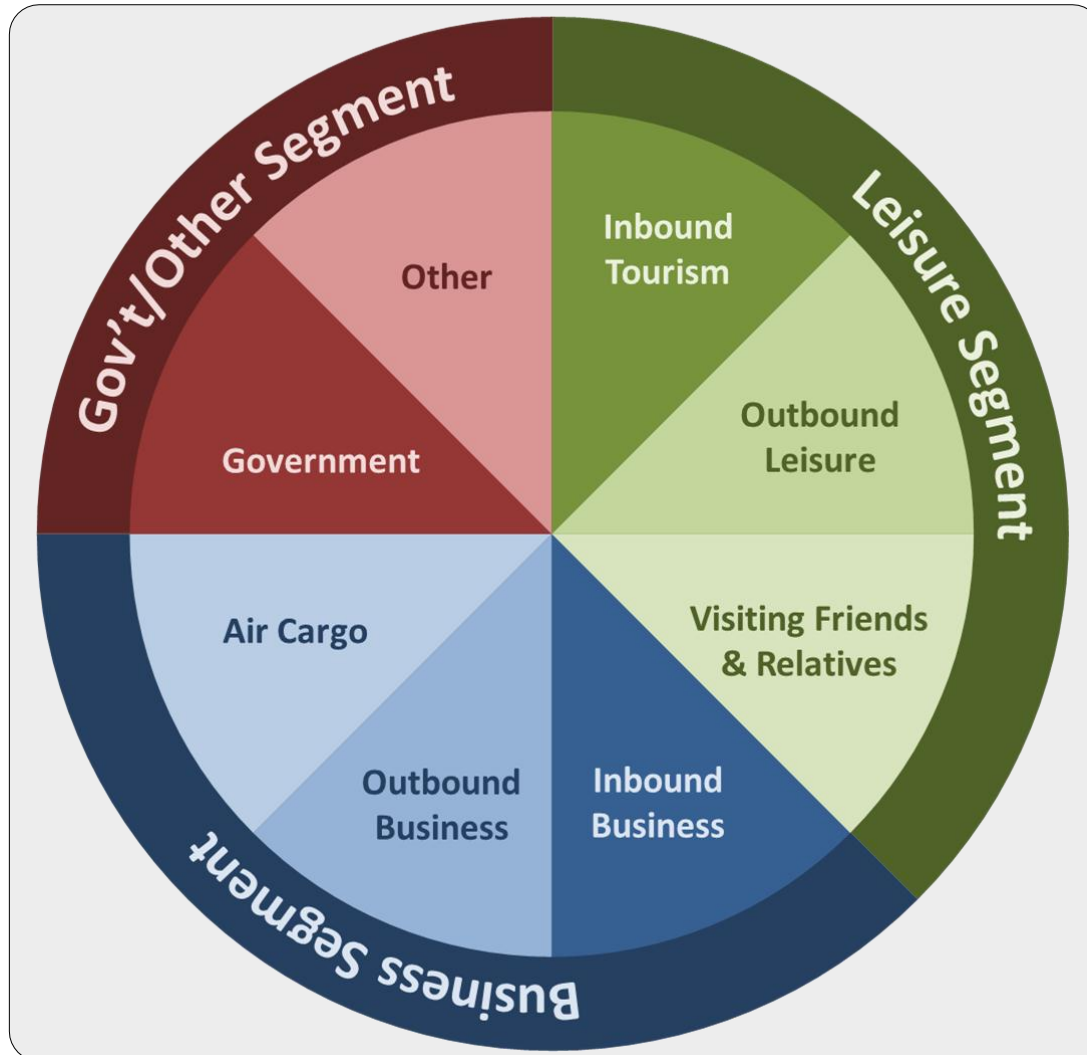 Gov't/Other Segment
Leisure Segment
Business Segment
Other
Inbound
Tourism
Outbound
Leisure
Government
Visiting Friends
& Relatives
Air Cargo
Outbound
Business
Inbound
Business